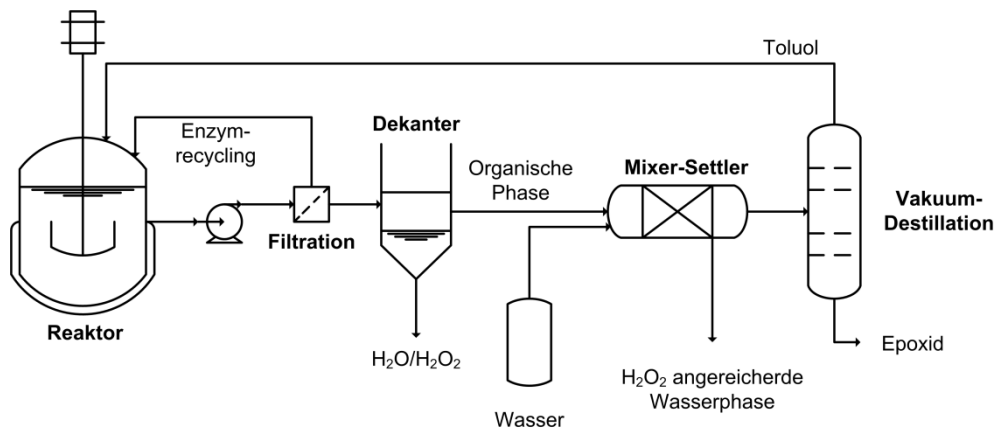 Toluol
Enzym-
recycling
Dekanter
Organische
Phase
Mixer-Settler
Vakuum-
Destillation
Filtration
Reaktor
H₂O/H₂O₂
Wasser
H₂O₂ angereicherde
Wasserphase
Epoxid